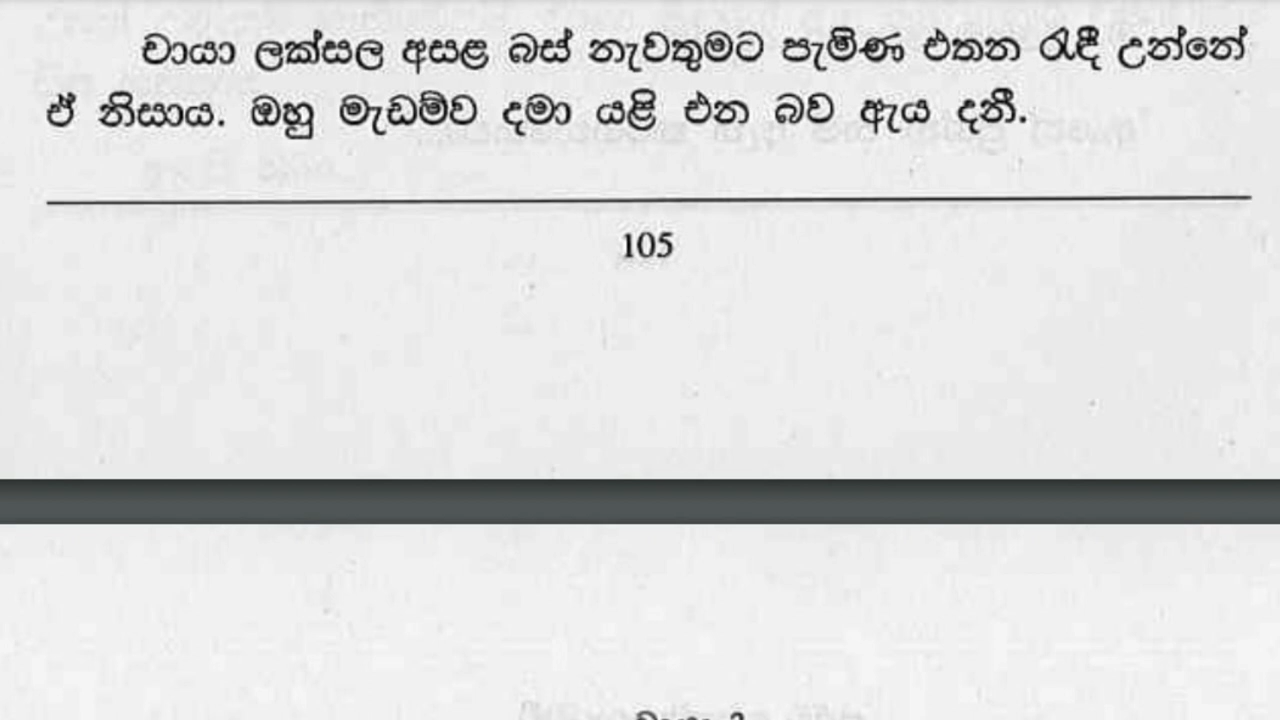 චායා ලක්සල අසළ බස් නැවතුමට පැමිණ එතන රැඳී උන්නේ
ඒ නිසාය. ඔහු මැඩම්ව දමා යළි එන බව ඇය දනී.
105